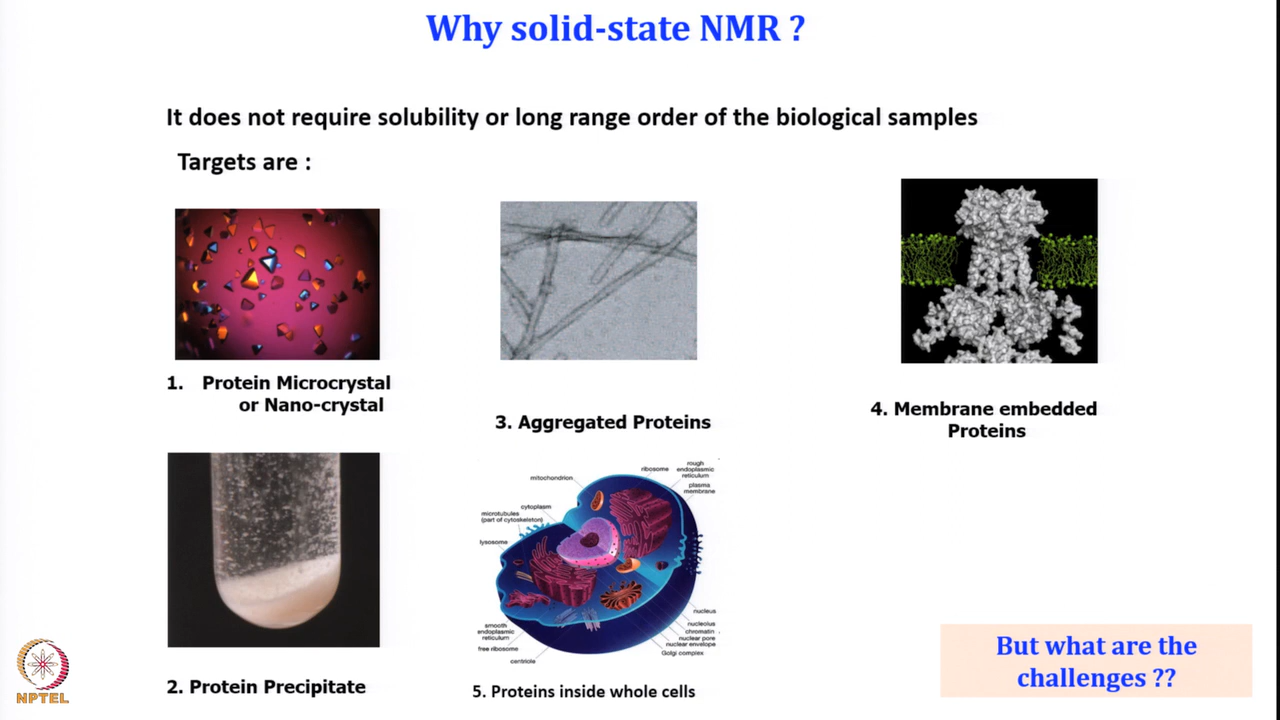 Why solid-state NMR ?
It does not require solubility or long range order of the biological samples
Targets are :
1. Protein Microcrystal
or Nano-crystal
3. Aggregated Proteins
4. Membrane embedded
Proteins
2. Protein Precipitate
mitochondrion
ribosome
rough
endoplasmic
reticulum
plasma
membrane
cytoplasm
microtubules
(part of cytoskeleton)
lysosome
smooth
endoplasmic
reticulum
free ribosome
centriole
nucleus
nucleolus
chromatin
nuclear pore
nuclear envelope
Golgi complex
5. Proteins inside whole cells
But what are the
challenges ??
NPTEL